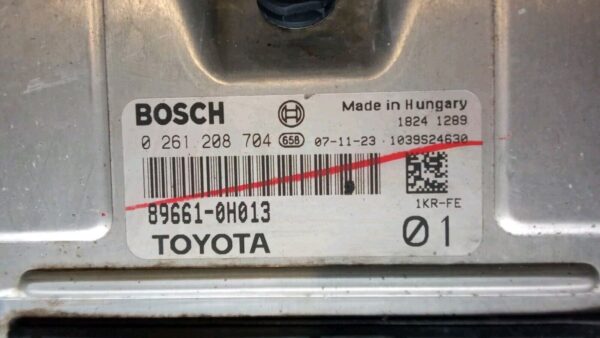 BOSCH
Made in Hungary
1824 1289
0 261 208 704 658 07-11-23 · 1039S24630
89661-0H013
1KR-FE
TOYOTA
01